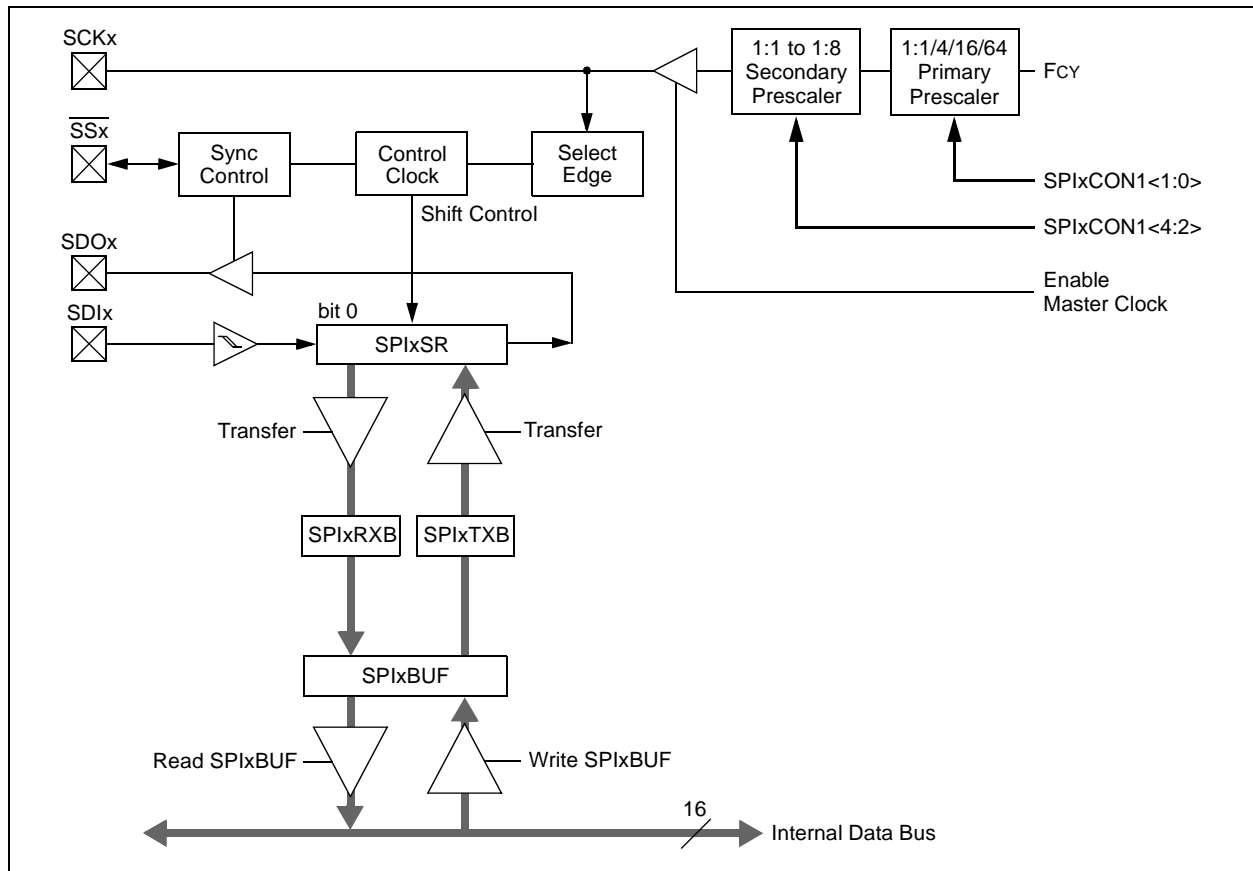 SCKx
1:1 to 1:8
Secondary
Prescaler
1:1/4/16/64
Primary
Prescaler
FCY
SSx
Sync
Control
Control
Clock
Select
Edge
SPIxCON1<1:0>
Shift Control
SPIxCON1<4:2>
SDOx
Enable
Master Clock
SDIx
bit 0
SPIxSR
Transfer
Transfer
SPIxRXB
SPIxTXB
SPIxBUF
Read SPIxBUF
Write SPIxBUF
16
Internal Data Bus